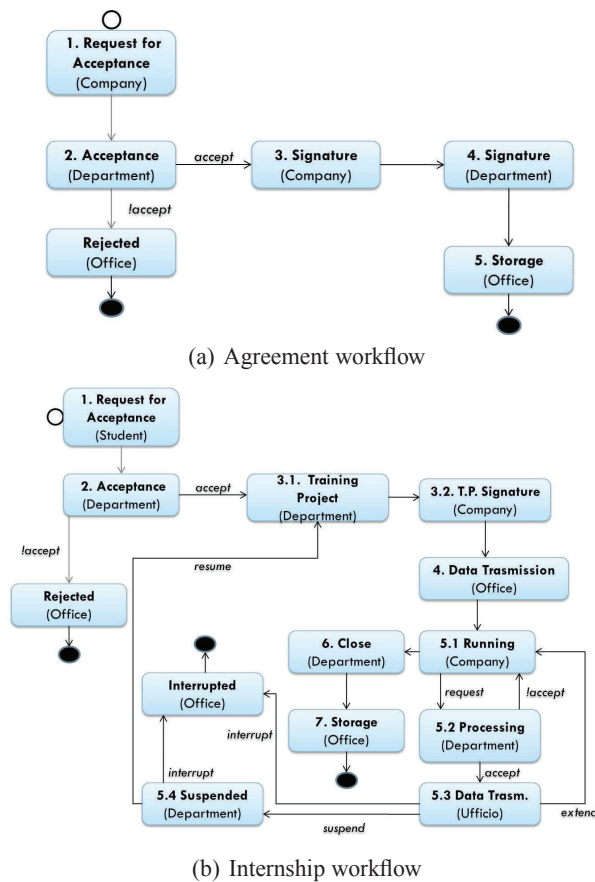 1. Request for
Acceptance
(Company)
2. Acceptance
(Department)
accept
3. Signature
(Company)
4. Signature
(Department)
!accept
Rejected
(Office)
5. Storage
(Office)
(a) Agreement workflow
1. Request for
Acceptance
(Student)
2. Acceptance
(Department)
accept
3.1. Training
Project
(Department)
3.2. T.P. Signature
(Company)
!accept
resume
Rejected
(Office)
4. Data Trasmission
(Office)
6. Close
(Department)
5.1 Running
(Company)
Interrupted
(Office)
request
!accept
interrupt
7. Storage
(Office)
5.2 Processing
(Department)
interrupt
accept
5.4 Suspended
(Department)
5.3 Data Trasm.
(Ufficio)
suspend
extend
(b) Internship workflow